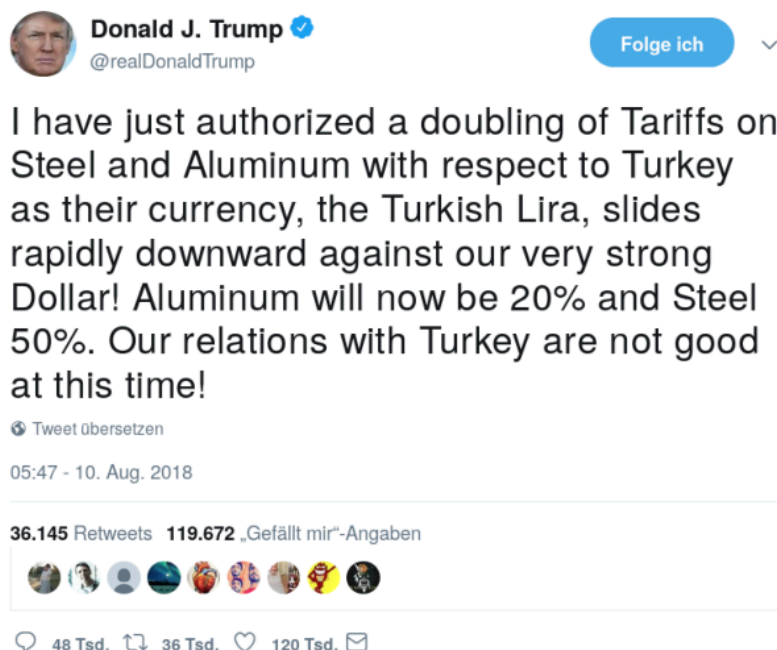 Donald J. Trump
@realDonaldTrump
Folge ich
I have just authorized a doubling of Tariffs on
Steel and Aluminum with respect to Turkey
as their currency, the Turkish Lira, slides
rapidly downward against our very strong
Dollar! Aluminum will now be 20% and Steel
50%. Our relations with Turkey are not good
at this time!
Tweet übersetzen
05:47 - 10. Aug. 2018
36.145 Retweets 119.672 „Gefällt mir“-Angaben
48 Tsd. 36 Tsd. 120 Tsd.